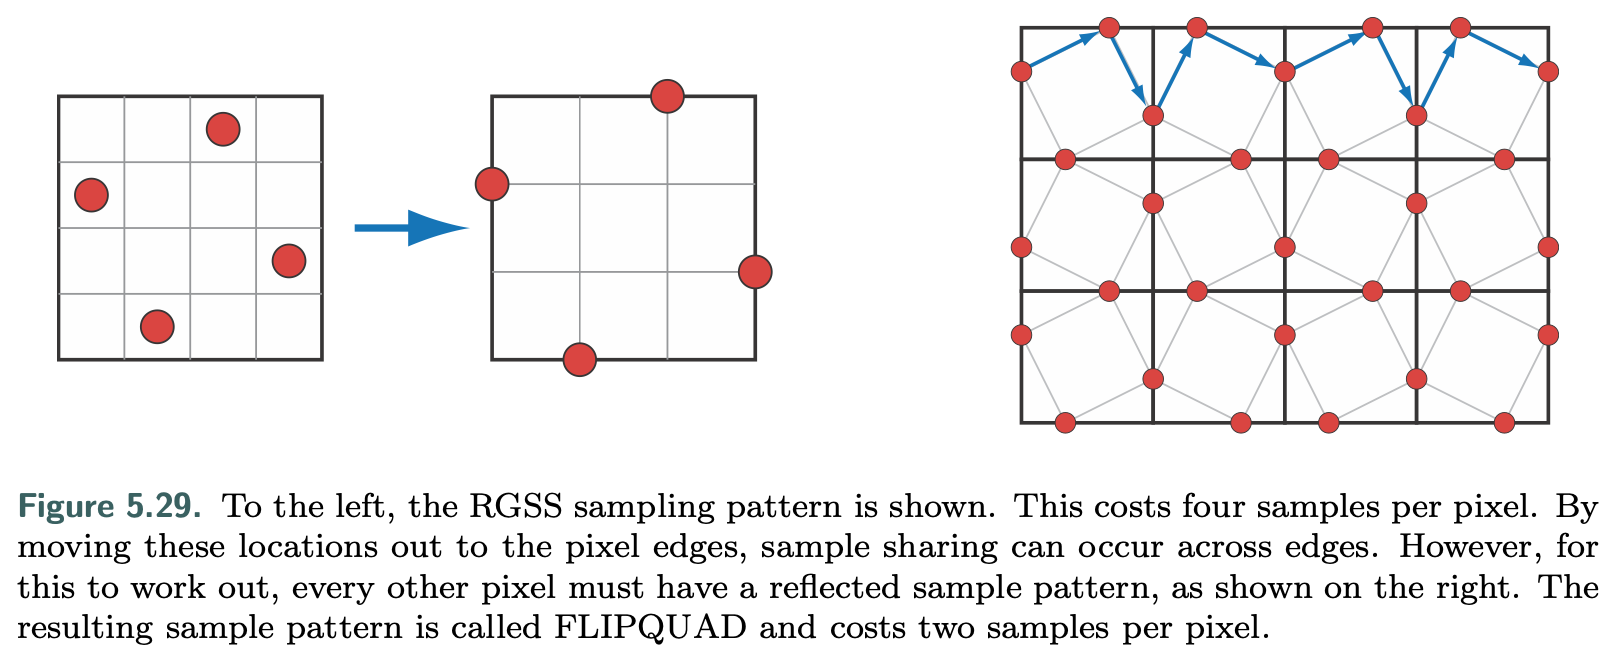 Figure 5.29. To the left, the RGSS sampling pattern is shown. This costs four samples per pixel. By
moving these locations out to the pixel edges, sample sharing can occur across edges. However, for
this to work out, every other pixel must have a reflected sample pattern, as shown on the right. The
resulting sample pattern is called FLIPQUAD and costs two samples per pixel.